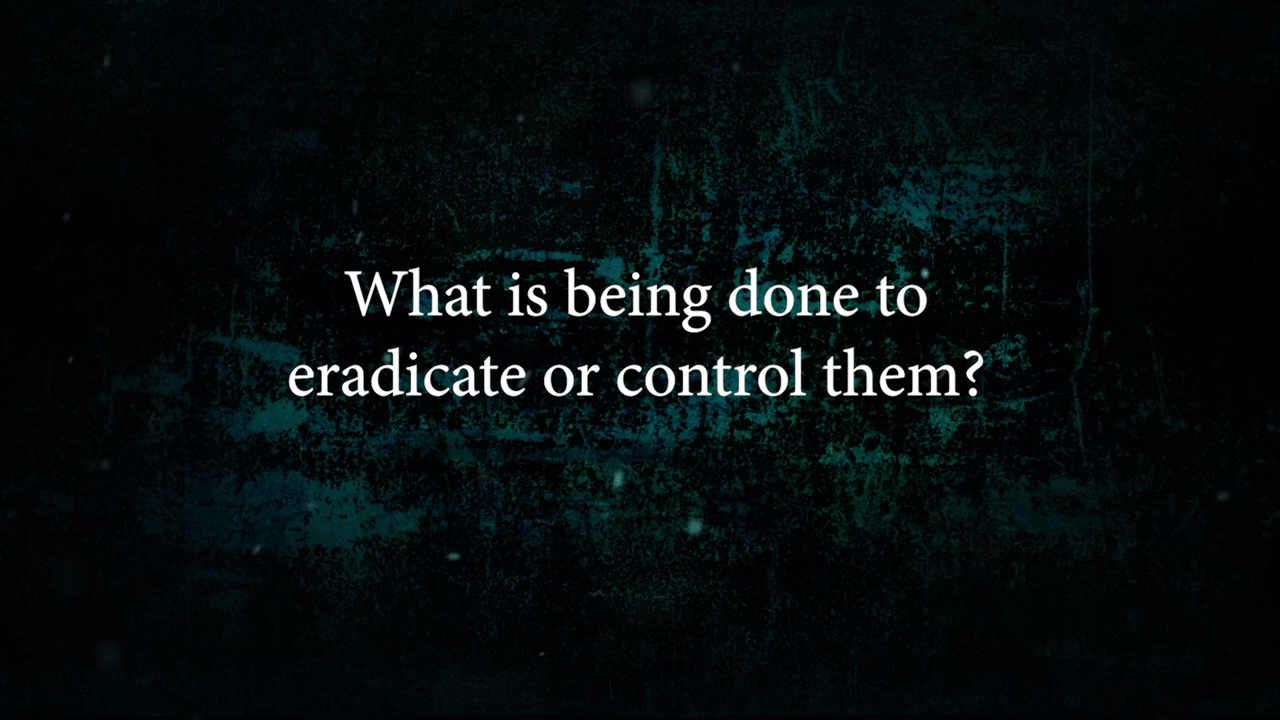 What is being done to
eradicate or control them?